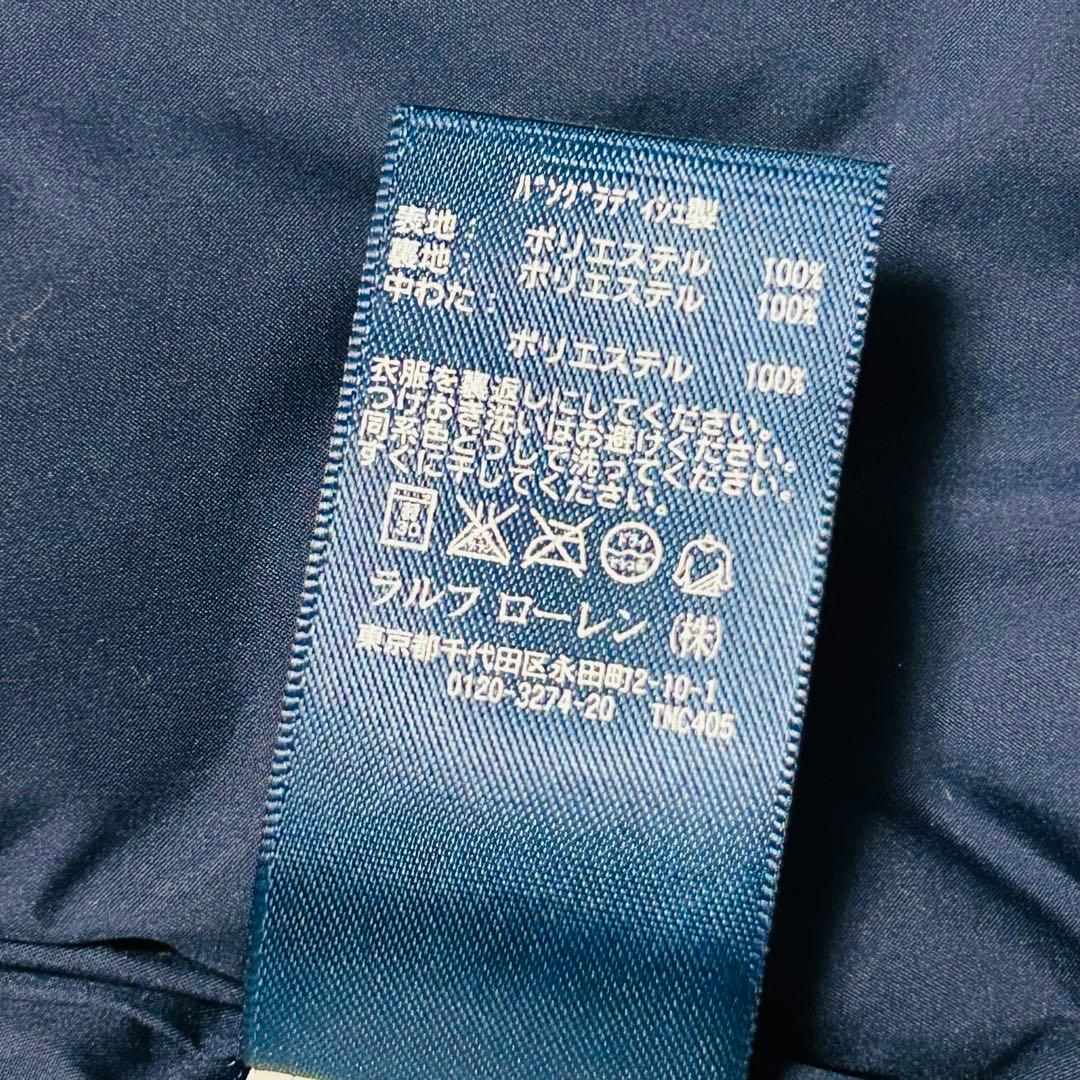 ﾊﾞﾝｸﾞﾗﾃﾞｨｼｭ製
表地： ポリエステル 100%
裏地： ポリエステル 100%
中わた：
ポリエステル 100%
衣服を裏返しにしてください。
つけおき洗いはお避けください。
同系色どうしで洗ってください。
すぐに干してください。
30
ラルフ ローレン (株)
東京都千代田区永田町2-10-1
0120-3274-20 TNC405